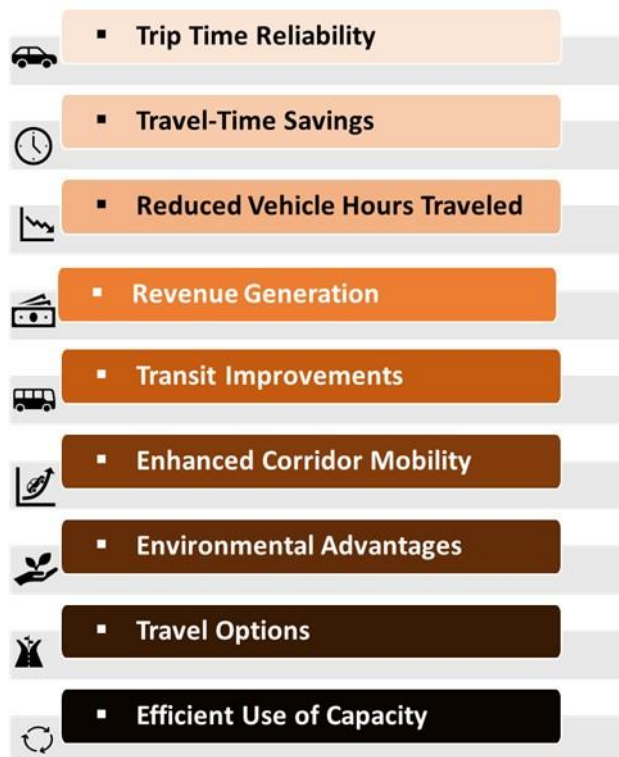 ▪ Trip Time Reliability
▪ Travel-Time Savings
▪ Reduced Vehicle Hours Traveled
▪ Revenue Generation
▪ Transit Improvements
▪ Enhanced Corridor Mobility
▪ Environmental Advantages
▪ Travel Options
▪ Efficient Use of Capacity